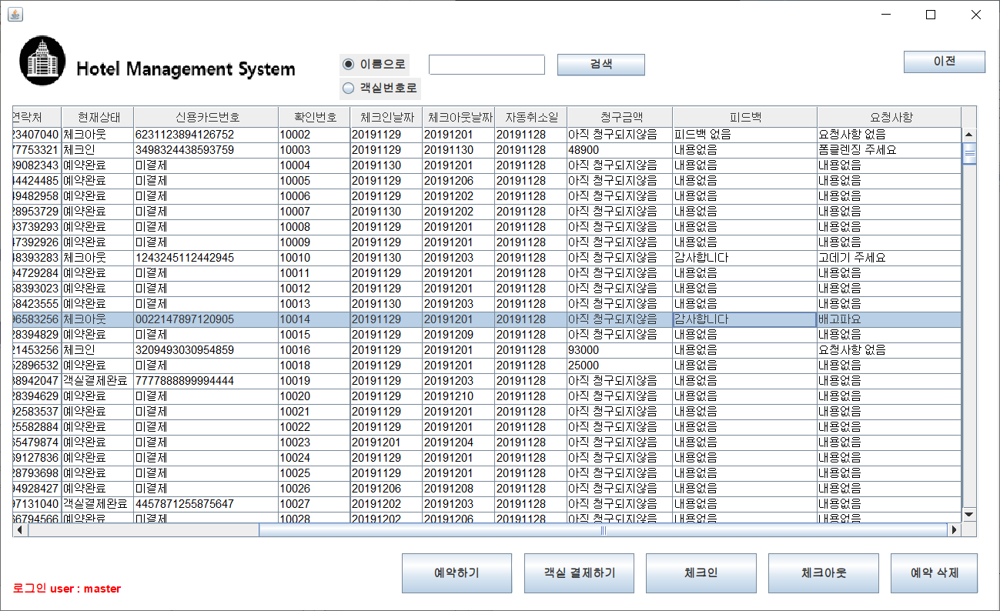 Hotel Management System
이름으로 검색 이전
객실번호로
연락처 현재상태 신용카드번호 확인번호 체크인날짜 체크아웃날짜 자동취소일 청구금액 피드백 요청사항
23407040 체크아웃 6231123894126752 10002 20191129 20191201 20191128 아직 청구되지않음 피드백 없음 요청사항 없음
77753321 체크인 3498324438593759 10003 20191129 20191130 20191128 48900 내용없음 폼클렌징 주세요
39082343 예약완료 미결제 10004 20191130 20191201 20191128 아직 청구되지않음 내용없음 내용없음
44424485 예약완료 미결제 10005 20191129 20191206 20191128 아직 청구되지않음 내용없음 내용없음
49482958 예약완료 미결제 10006 20191129 20191202 20191128 아직 청구되지않음 내용없음 내용없음
28953729 예약완료 미결제 10007 20191130 20191202 20191128 아직 청구되지않음 내용없음 내용없음
93739293 예약완료 미결제 10008 20191129 20191201 20191128 아직 청구되지않음 내용없음 내용없음
47392926 예약완료 미결제 10009 20191129 20191201 20191128 아직 청구되지않음 내용없음 내용없음
48393283 체크아웃 1243245112442945 10010 20191130 20191203 20191128 아직 청구되지않음 감사합니다 고데기 주세요
94729284 예약완료 미결제 10011 20191129 20191201 20191128 아직 청구되지않음 내용없음 내용없음
58393023 예약완료 미결제 10012 20191129 20191201 20191128 아직 청구되지않음 내용없음 내용없음
58423555 예약완료 미결제 10013 20191130 20191203 20191128 아직 청구되지않음 내용없음 내용없음
96583256 체크아웃 0022147897120905 10014 20191129 20191201 20191128 아직 청구되지않음 감사합니다 배고파요
28394829 예약완료 미결제 10015 20191129 20191209 20191128 아직 청구되지않음 내용없음 내용없음
21453256 체크인 3209493030954859 10016 20191129 20191201 20191128 93000 내용없음 요청사항 없음
52896532 예약완료 미결제 10018 20191129 20191201 20191128 25000 내용없음 내용없음
38942047 객실결제완료 7777888899994444 10019 20191129 20191203 20191128 아직 청구되지않음 내용없음 내용없음
28394629 예약완료 미결제 10020 20191129 20191210 20191128 아직 청구되지않음 내용없음 내용없음
92583537 예약완료 미결제 10021 20191129 20191201 20191128 아직 청구되지않음 내용없음 내용없음
25582884 예약완료 미결제 10022 20191129 20191201 20191128 아직 청구되지않음 내용없음 내용없음
65479874 예약완료 미결제 10023 20191201 20191204 20191128 아직 청구되지않음 내용없음 내용없음
69127836 예약완료 미결제 10024 20191129 20191201 20191128 아직 청구되지않음 내용없음 내용없음
28793698 예약완료 미결제 10025 20191129 20191201 20191128 아직 청구되지않음 내용없음 내용없음
94928427 예약완료 미결제 10026 20191206 20191208 20191128 아직 청구되지않음 내용없음 내용없음
97131040 객실결제완료 4457871255875647 10027 20191202 20191203 20191128 아직 청구되지않음 내용없음 내용없음
66794566 예약완료 미결제 10028 20191202 20191206 20191128 아직 청구되지않음 내용없음 내용없음
예약하기 객실 결제하기 체크인 체크아웃 예약 삭제
로그인 user : master